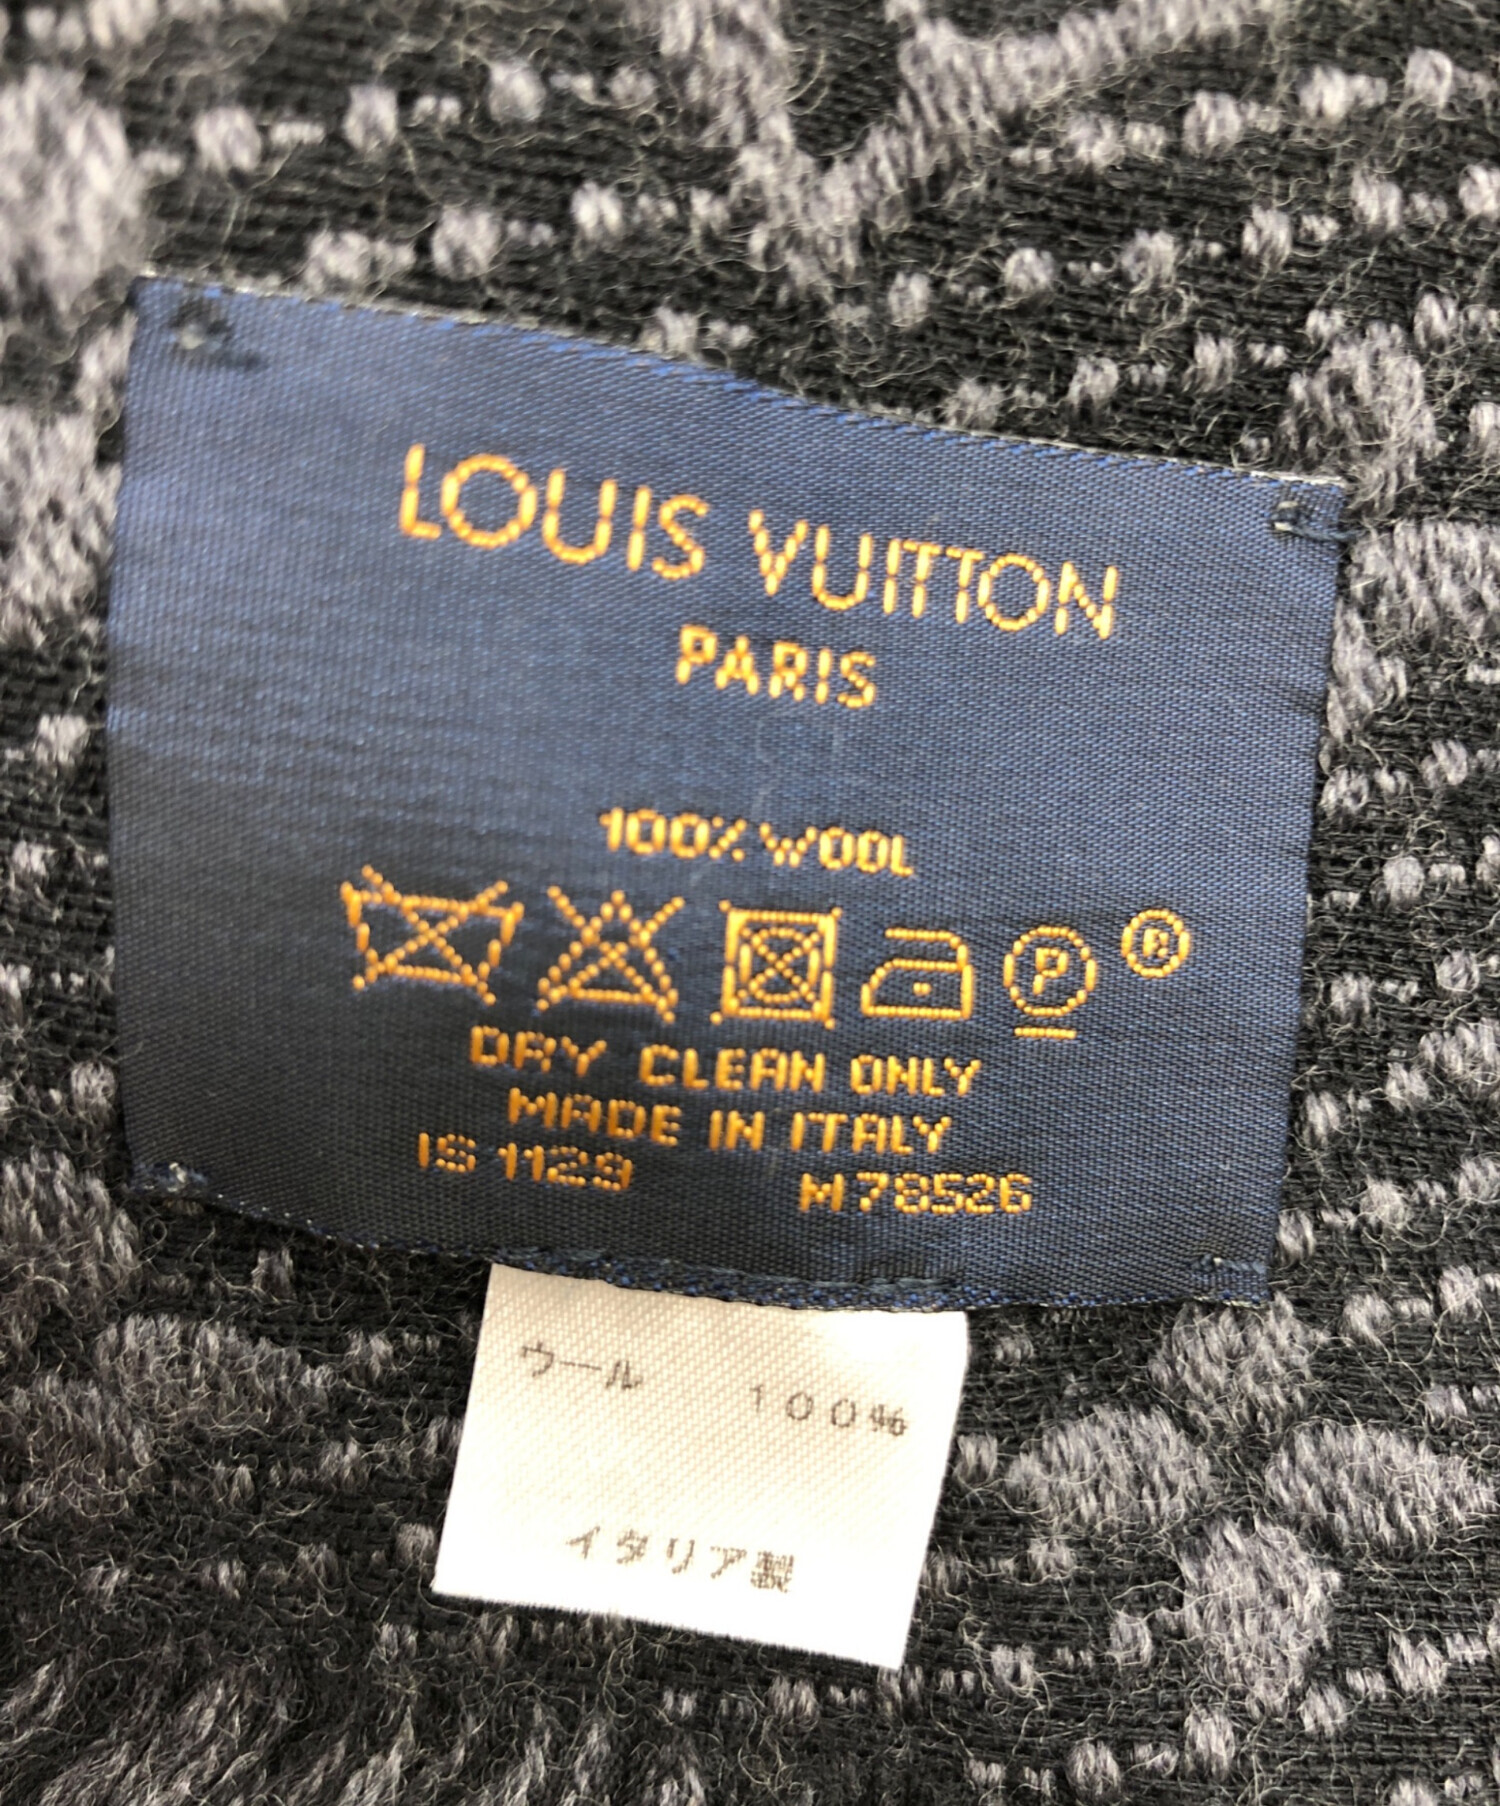 LOUIS VUITTON
PARIS
100% WOOL
P ®
DRY CLEAN ONLY
MADE IN ITALY
IS 1129 M78526
ウール 100%
イタリア製